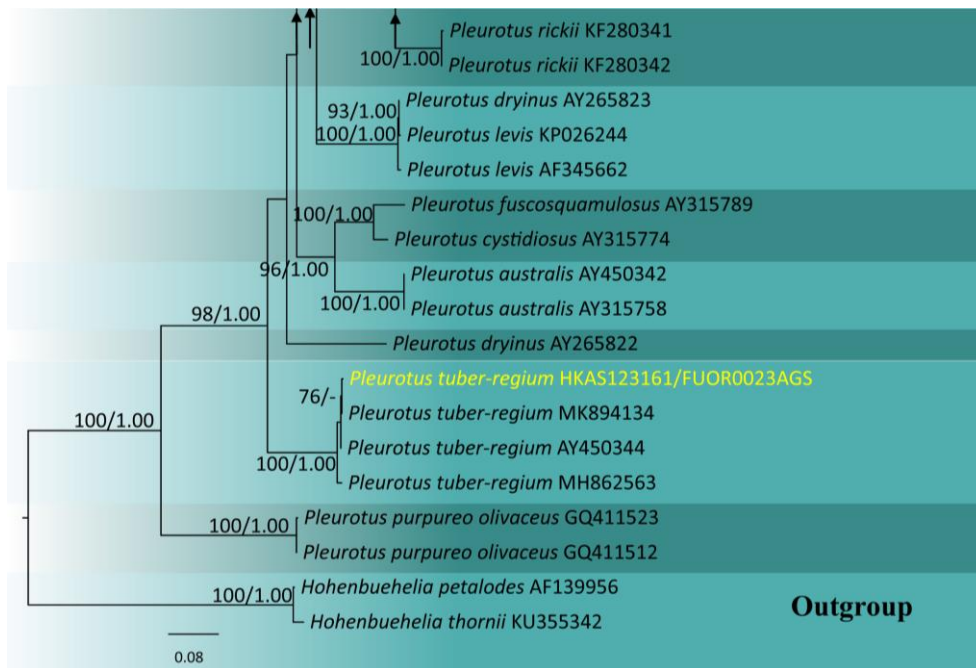 Pleurotus rickii KF280341
100/1.00
Pleurotus rickii KF280342
Pleurotus dryinus AY265823
93/1.00
100/1.00
Pleurotus levis KP026244
Pleurotus levis AF345662
Pleurotus fuscosquamulosus AY315789
100/1.00
Pleurotus cystidiosus AY315774
96/1.00
Pleurotus australis AY450342
100/1.00
Pleurotus australis AY315758
98/1.00
Pleurotus dryinus AY265822
Pleurotus tuber-regium HKAS123161/FUOR0023AGS
76/-
Pleurotus tuber-regium MK894134
100/1.00
Pleurotus tuber-regium AY450344
100/1.00
Pleurotus tuber-regium MH862563
Pleurotus purpureo olivaceus GQ411523
100/1.00
Pleurotus purpureo olivaceus GQ411512
Hohenbuehelia petalodes AF139956
100/1.00
Outgroup
Hohenbuehelia thornii KU355342
0.08